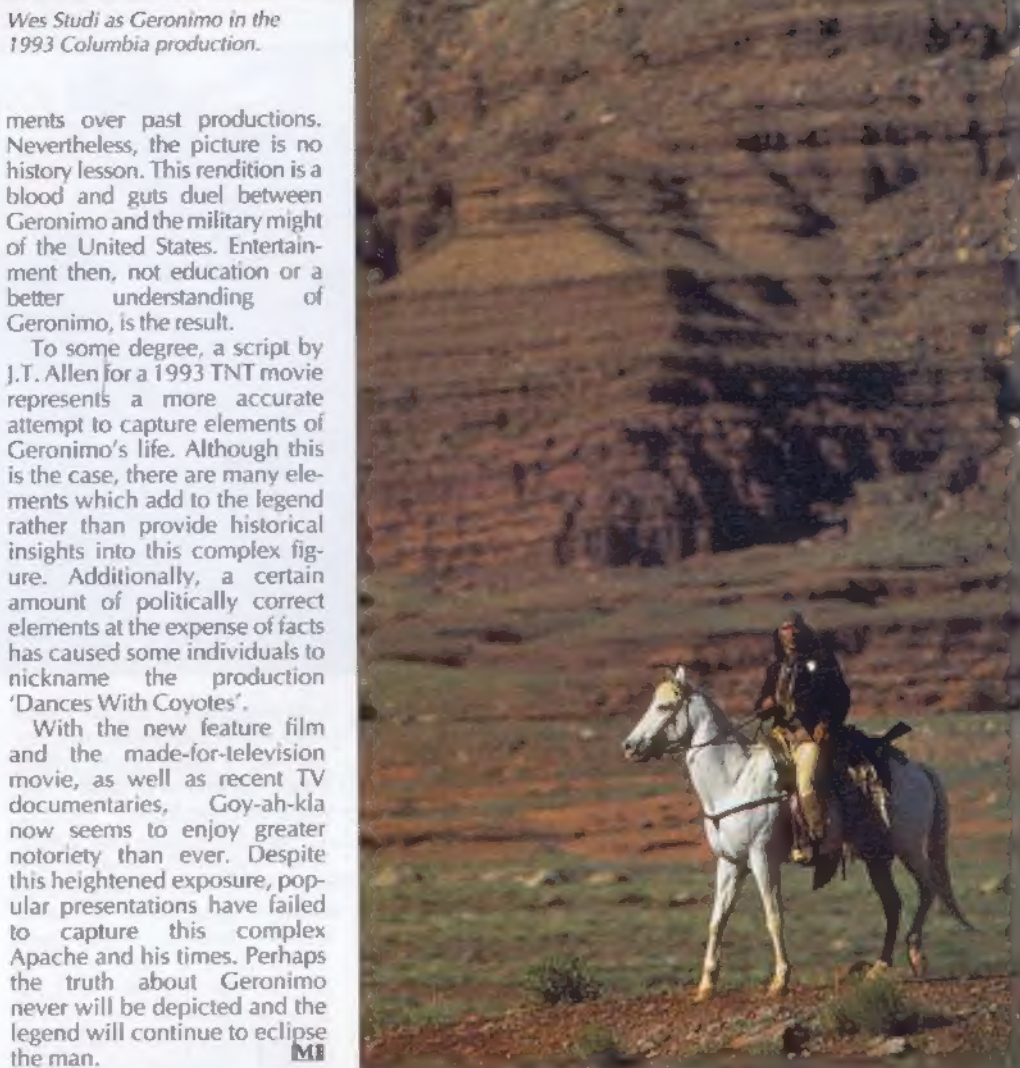 Wes Studi as Geronimo in the
1993 Columbia production.
ments over past productions.
Nevertheless, the picture is no
history lesson. This rendition is a
blood and guts duel between
Geronimo and the military might
of the United States. Entertain-
ment then, not education or a
better understanding of
Geronimo, is the result.
To some degree, a script by
J.T. Allen for a 1993 TNT movie
represents a more accurate
attempt to capture elements of
Geronimo's life. Although this
is the case, there are many ele-
ments which add to the legend
rather than provide historical
insights into this complex fig-
ure. Additionally, a certain
amount of politically correct
elements at the expense of facts
has caused some individuals to
nickname the production
'Dances With Coyotes'.
With the new feature film
and the made-for-television
movie, as well as recent TV
documentaries, Goy-ah-kla
now seems to enjoy greater
notoriety than ever. Despite
this heightened exposure, pop-
ular presentations have failed
to capture this complex
Apache and his times. Perhaps
the truth about Geronimo
never will be depicted and the
legend will continue to eclipse
the man. MI